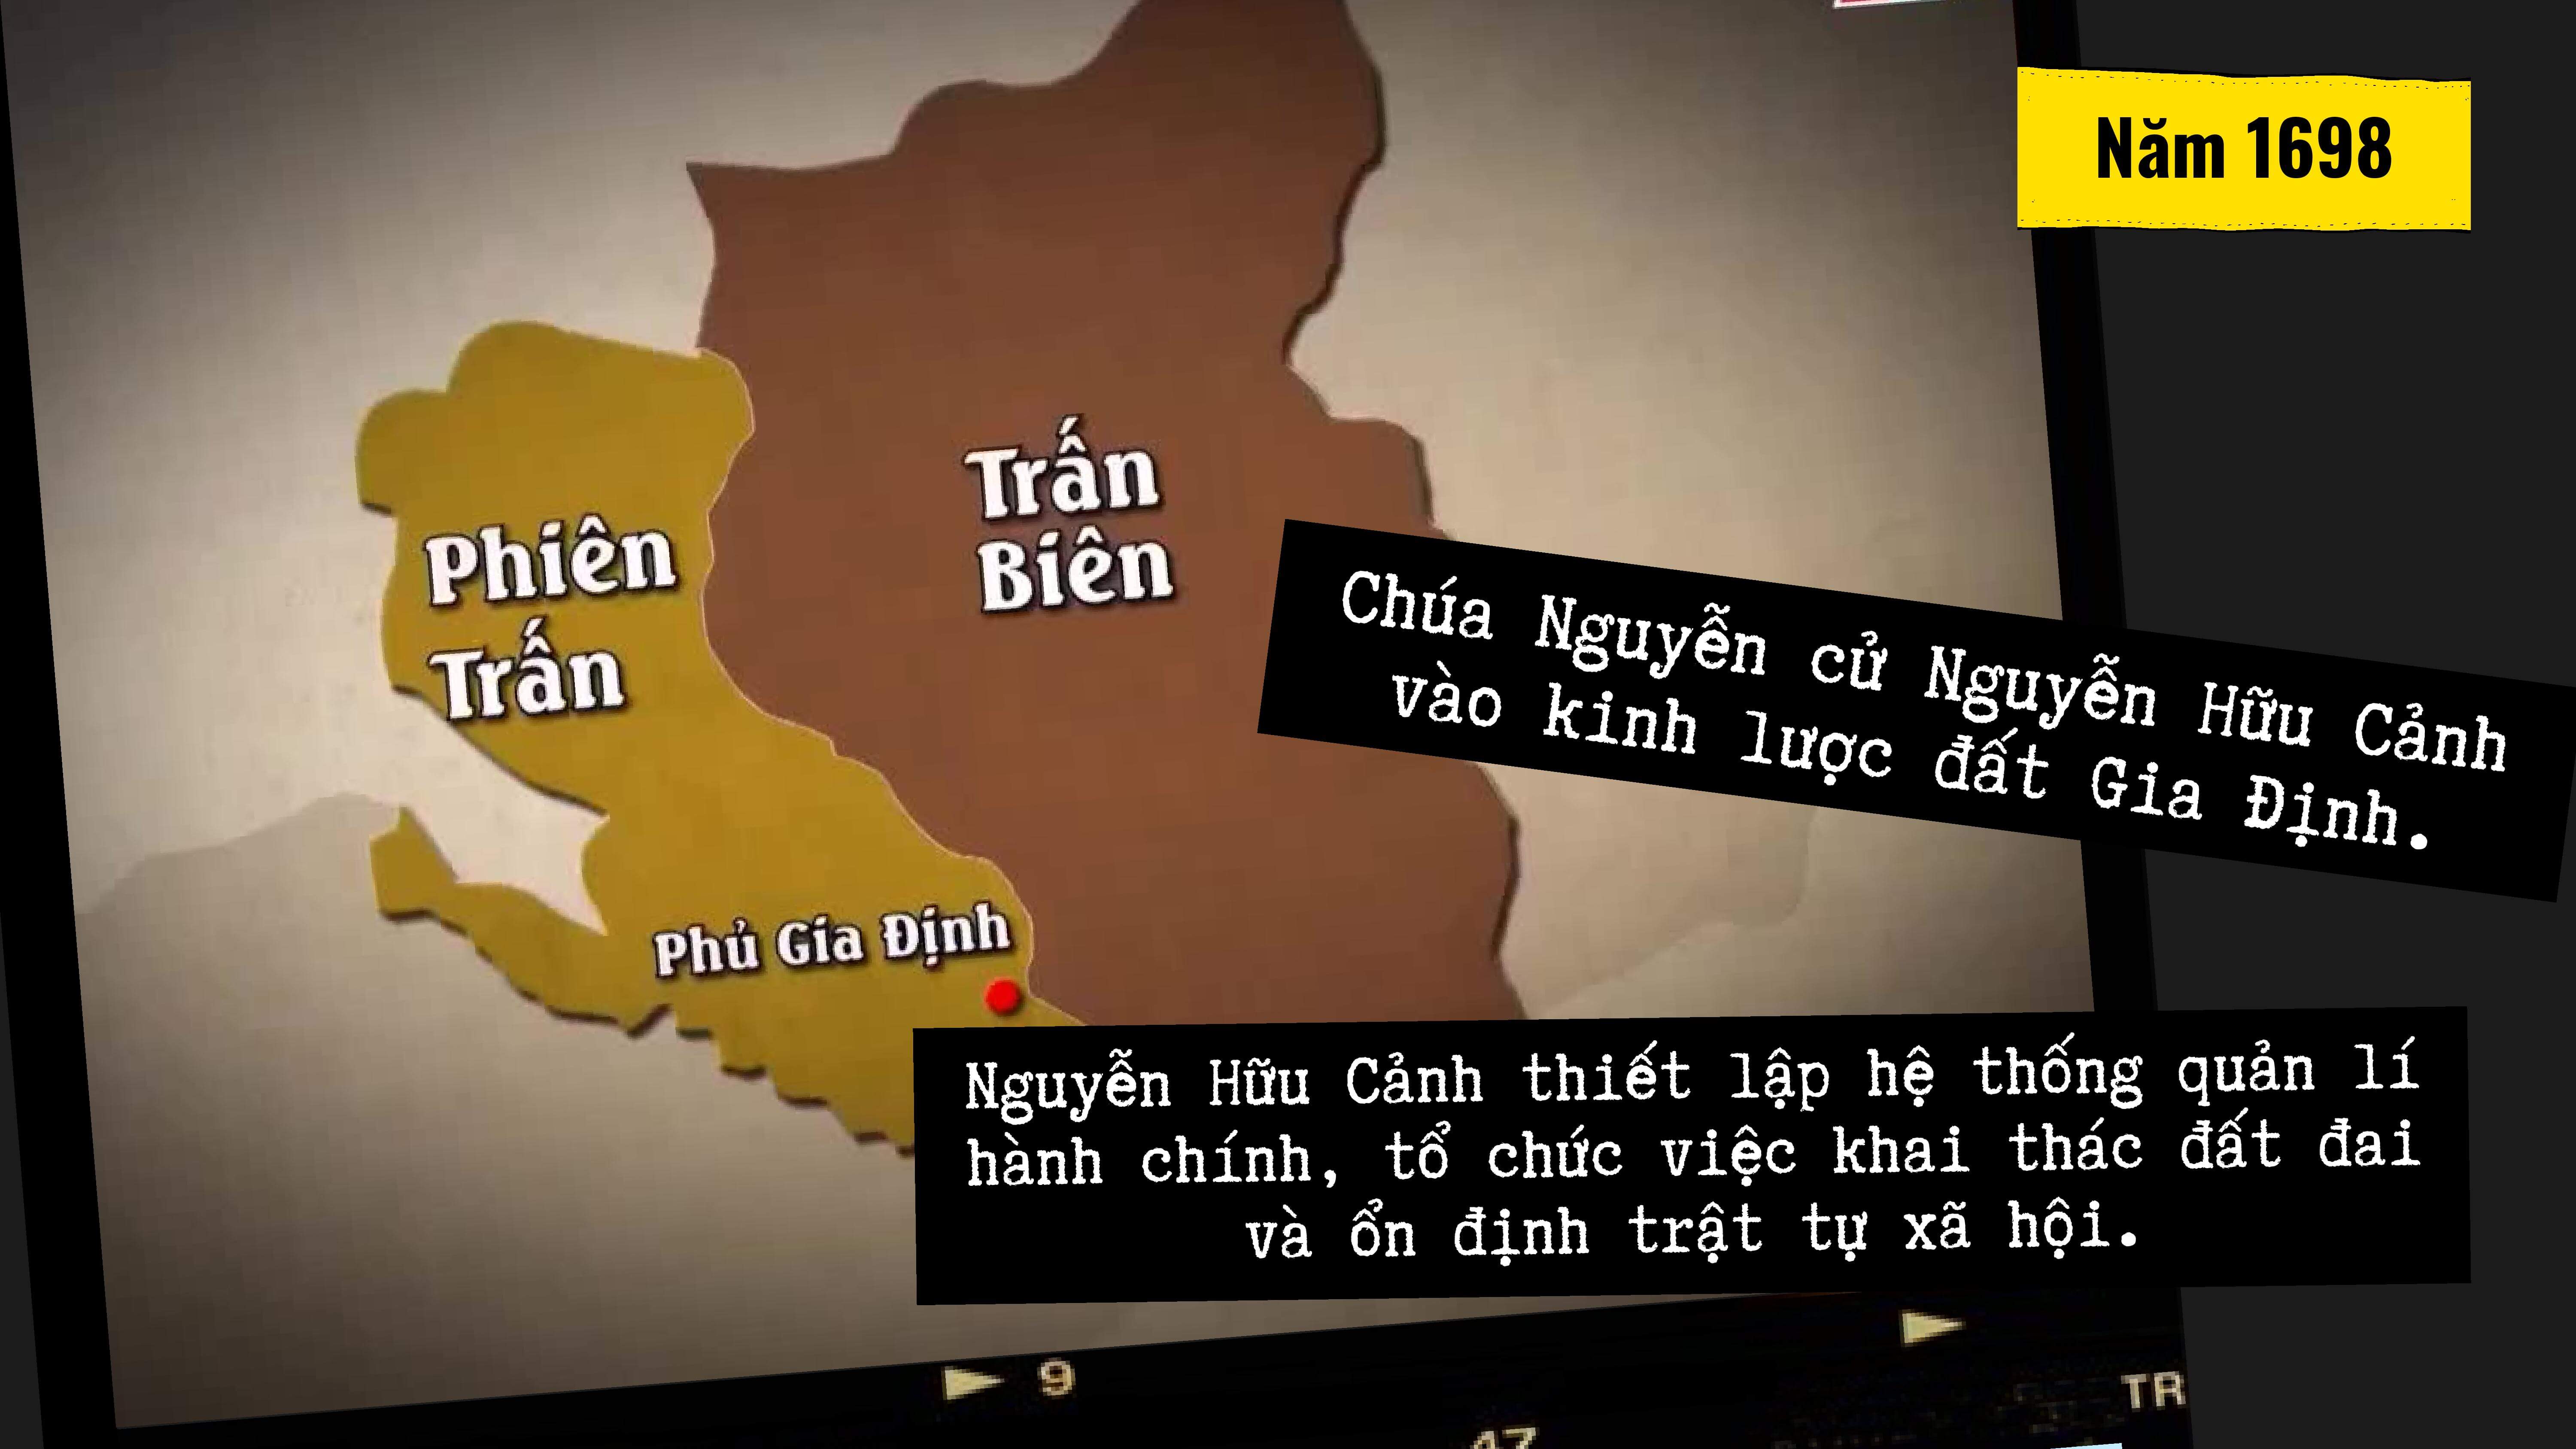 Năm 1698
Trấn
Biên
Phiên
Trấn
Chúa Nguyễn cử Nguyễn Hữu Cảnh
vào kinh lược đất Gia Định.
Phủ Gia Định
Nguyễn Hữu Cảnh thiết lập hệ thống quản lí
hành chính, tổ chức việc khai thác đất đai
và ổn định trật tự xã hội.
9
TR